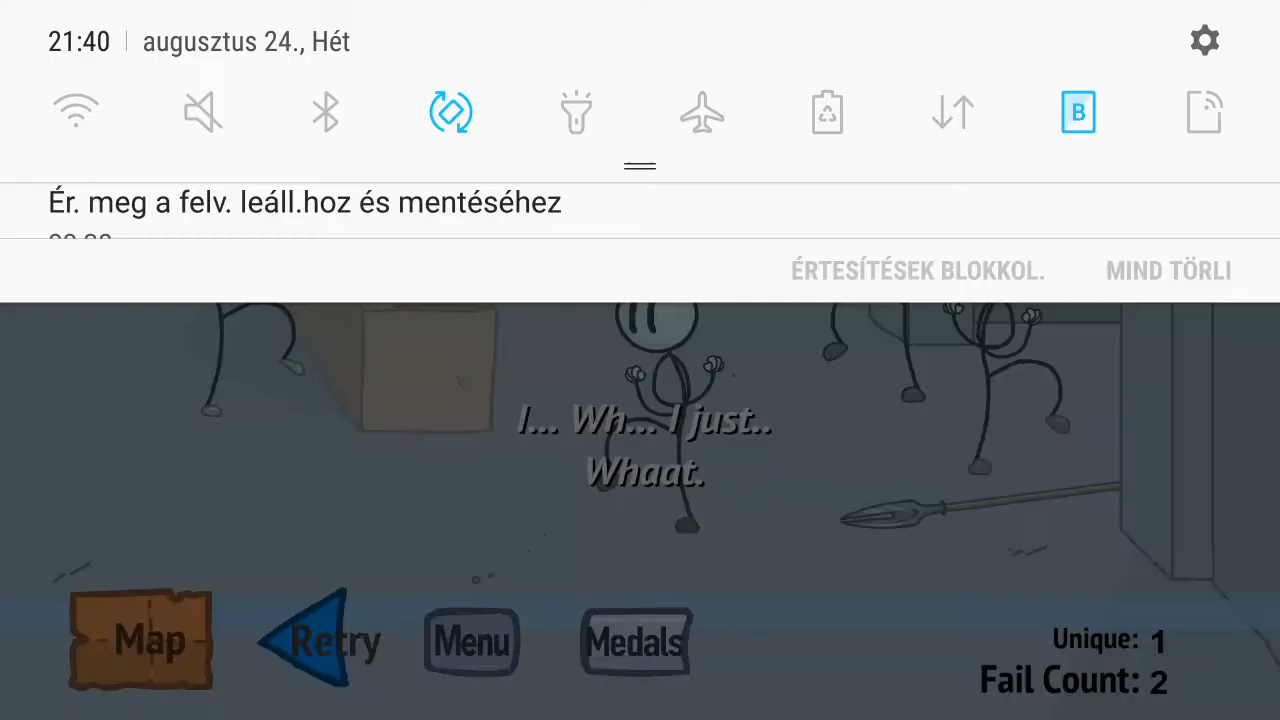 21:40 augusztus 24., Hét
B
Ér. meg a felv. leáll.hoz és mentéséhez
ÉRTESÍTÉSEK BLOKKOL. MIND TÖRLI
I... Wh... I just..
Whaat.
Map Retry Menu Medals
Unique: 1
Fail Count: 2